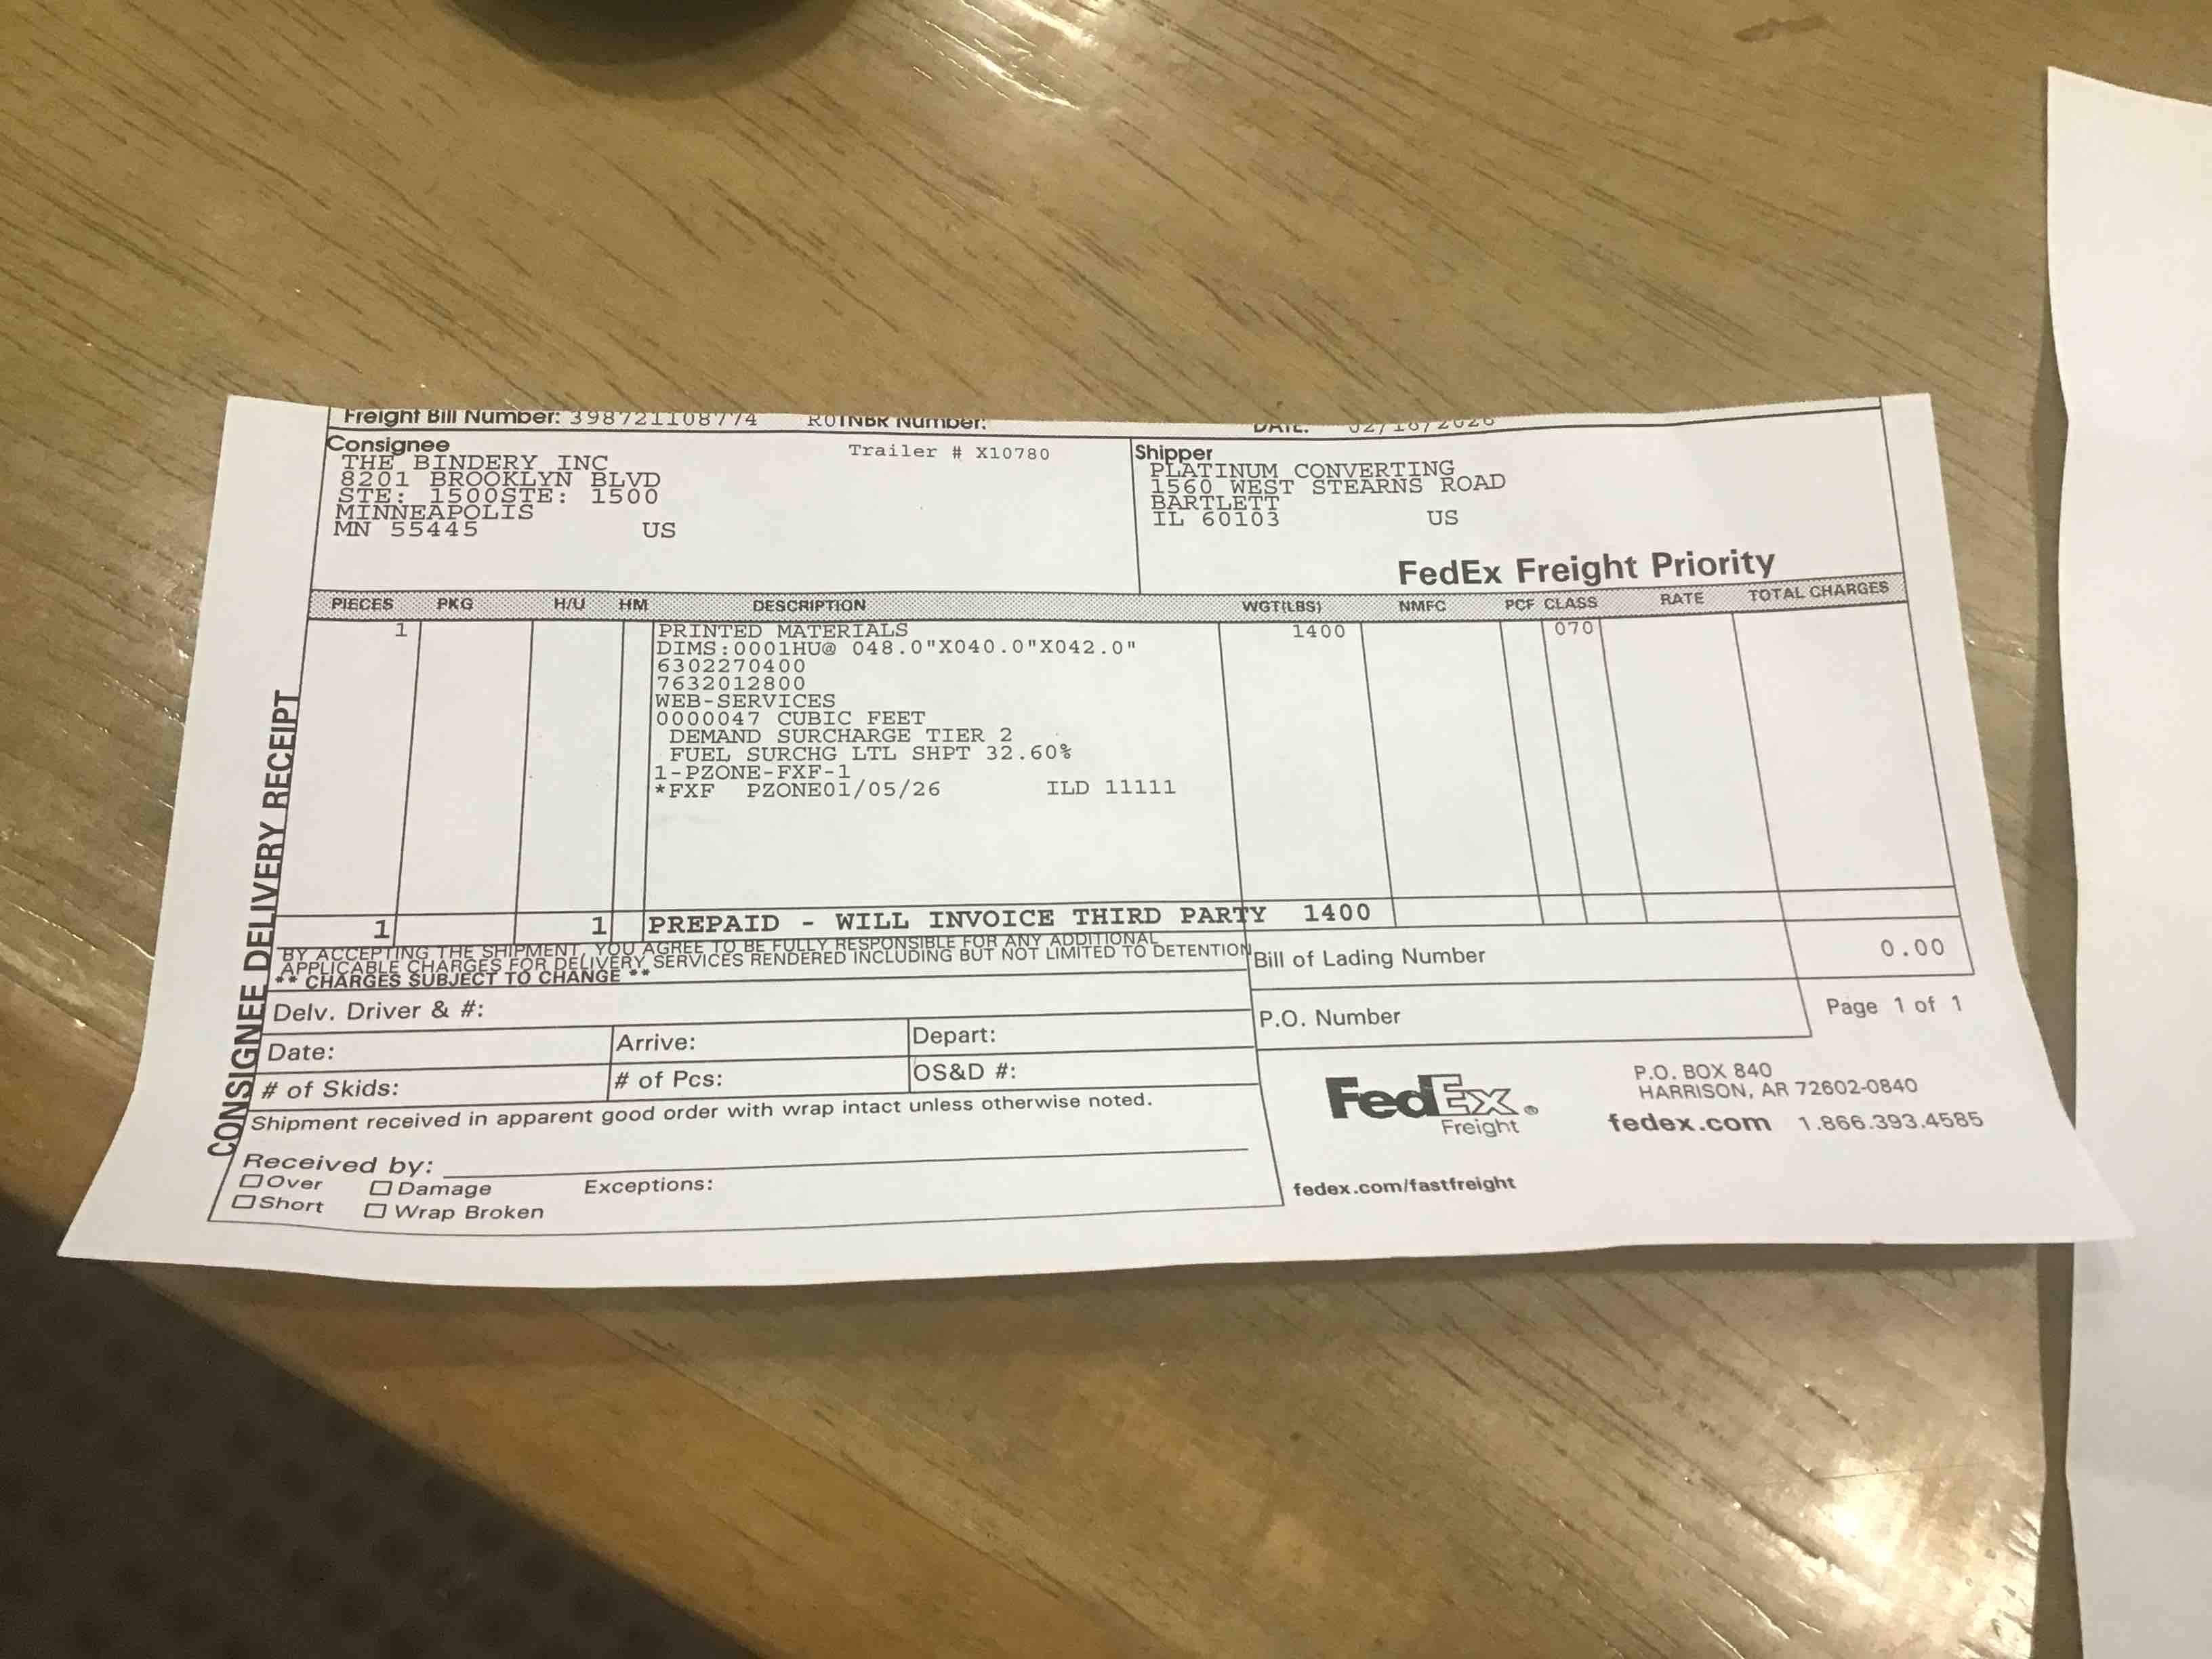 Freight Bill Number: 398721108774 ROTNBR Number: DATE: 02/18/2026
Consignee
THE BINDERY INC
8201 BROOKLYN BLVD
STE: 1500STE: 1500
MINNEAPOLIS
MN 55445 US
Trailer # X10780
Shipper
PLATINUM CONVERTING
1560 WEST STEARNS ROAD
BARTLETT
IL 60103 US
FedEx Freight Priority
PIECES PKG H/U HM DESCRIPTION WGT(LBS) NMFC PCF CLASS RATE TOTAL CHARGES
1 PRINTED MATERIALS 1400 070
DIMS:0001HU@ 048.0"X040.0"X042.0"
6302270400
7632012800
WEB-SERVICES
0000047 CUBIC FEET
DEMAND SURCHARGE TIER 2
FUEL SURCHG LTL SHPT 32.60%
1-PZONE-FXF-1
*FXF PZONE01/05/26 ILD 11111
1 1 PREPAID - WILL INVOICE THIRD PARTY 1400
CONSIGNEE DELIVERY RECEIPT
BY ACCEPTING THE SHIPMENT, YOU AGREE TO BE FULLY RESPONSIBLE FOR ANY ADDITIONAL
APPLICABLE CHARGES FOR DELIVERY SERVICES RENDERED INCLUDING BUT NOT LIMITED TO DETENTION
** CHARGES SUBJECT TO CHANGE **
Bill of Lading Number 0.00
Delv. Driver & #:
P.O. Number Page 1 of 1
Date: Arrive: Depart:
# of Skids: # of Pcs: OS&D #:
Shipment received in apparent good order with wrap intact unless otherwise noted.
Received by:
Over Damage Exceptions:
Short Wrap Broken
FedEx®
Freight
P.O. BOX 840
HARRISON, AR 72602-0840
fedex.com 1.866.393.4585
fedex.com/fastfreight